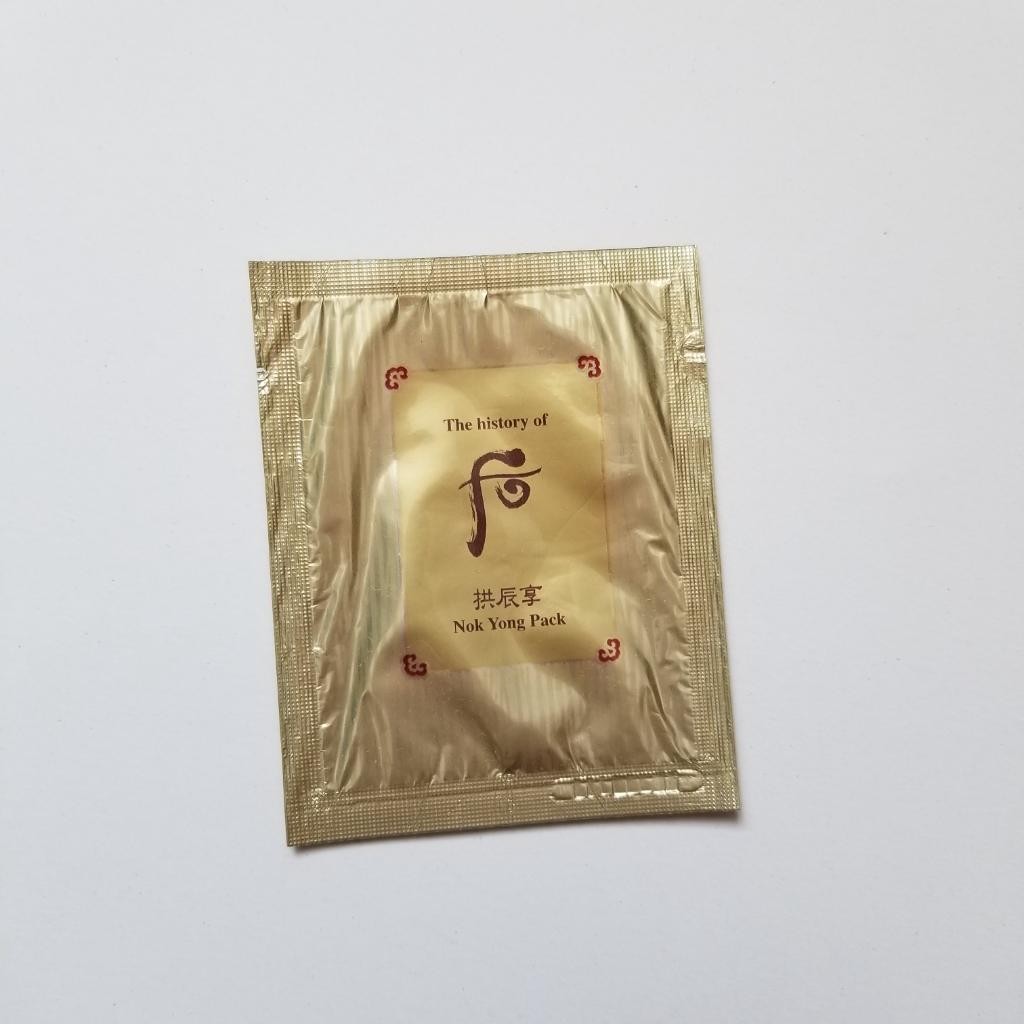 The history of
后
拱辰享
Nok Yong Pack